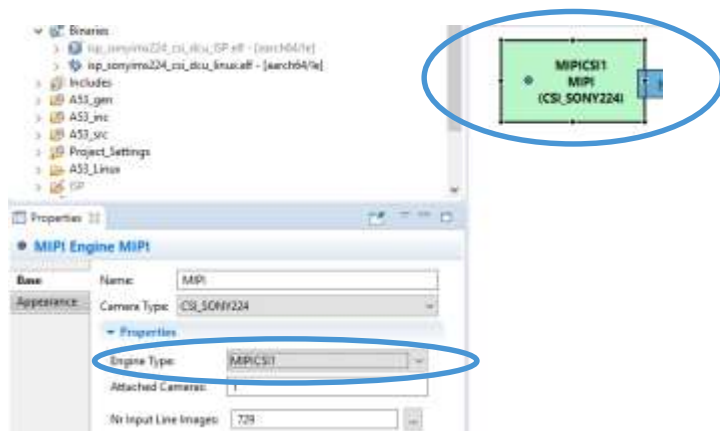 Binaries
isp_sonyimx224_csi_dcu_ISP.elf - [aarch64/le]
isp_sonyimx224_csi_dcu_linux.elf - [aarch64/le]
Includes
A53_gen
A53_inc
A53_src
Project_Settings
A53_Linux
ISP
MIPICSI1
MIPI
(CSI_SONY224)
Properties
MIPI Engine MIPI
Base
Appearance
Name: MIPI
Camera Type: CSI_SONY224
Properties
Engine Type: MIPICSI1
Attached Cameras: 1
Nr Input Line Images: 729
...